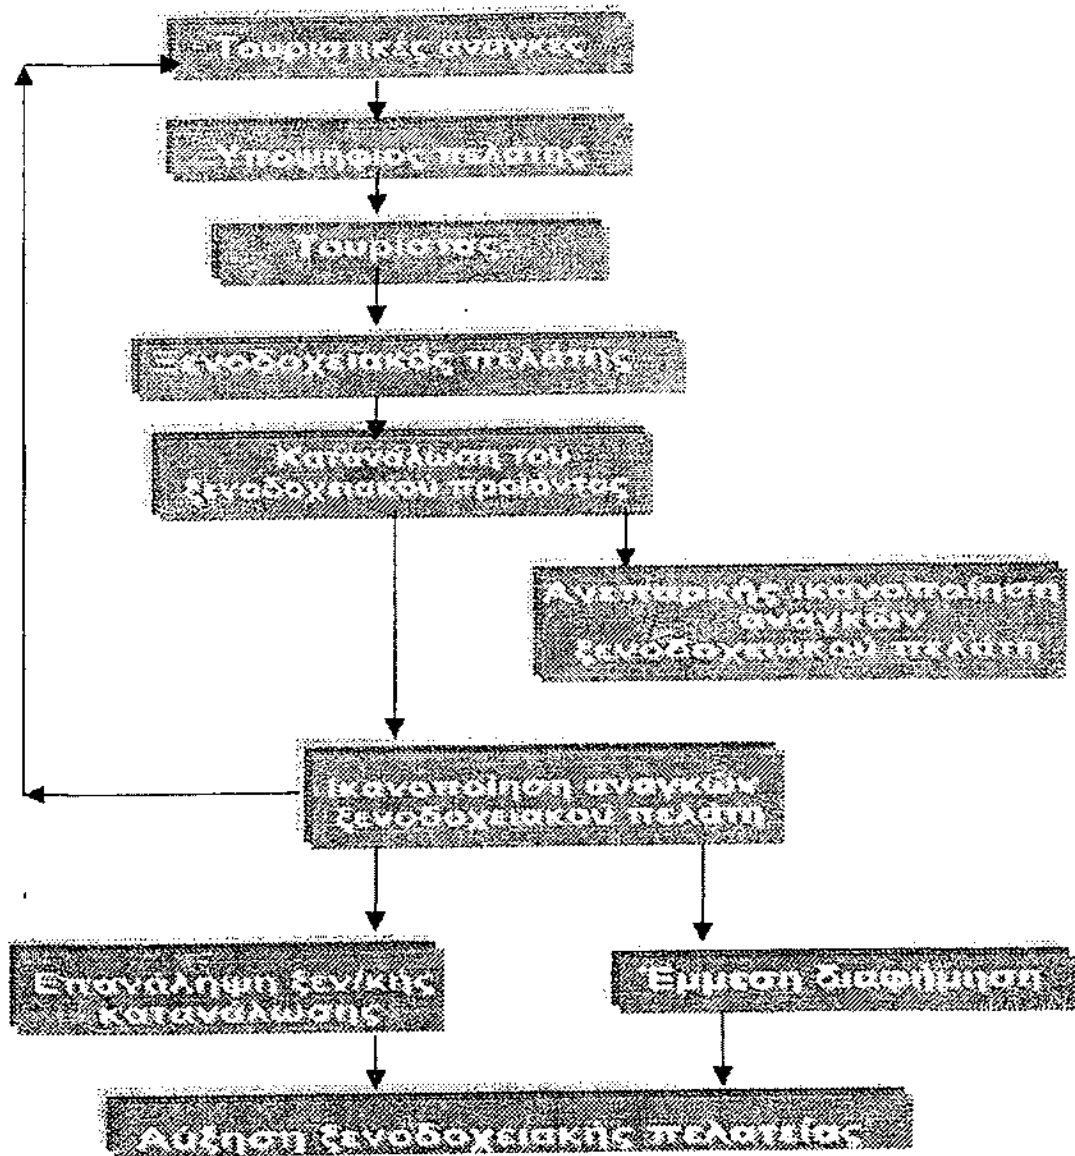 Τουριστικές ανάγκες
Υποψήφιος πελάτης
Τουρίστας
Ξενοδοχειακός πελάτης
Κατανάλωση του
ξενοδοχειακού προϊόντας
Ανεπαρκής ικανοποίηση
αναγκών
ξενοδοχειακού πελάτη
Ικανοποίηση αναγκών
ξενοδοχειακού πελάτη
Επανάληψη ξεν/κής
κατανάλωσης
Έμμεση διαφήμιση
Αύξηση ξενοδοχειακής πελατείας